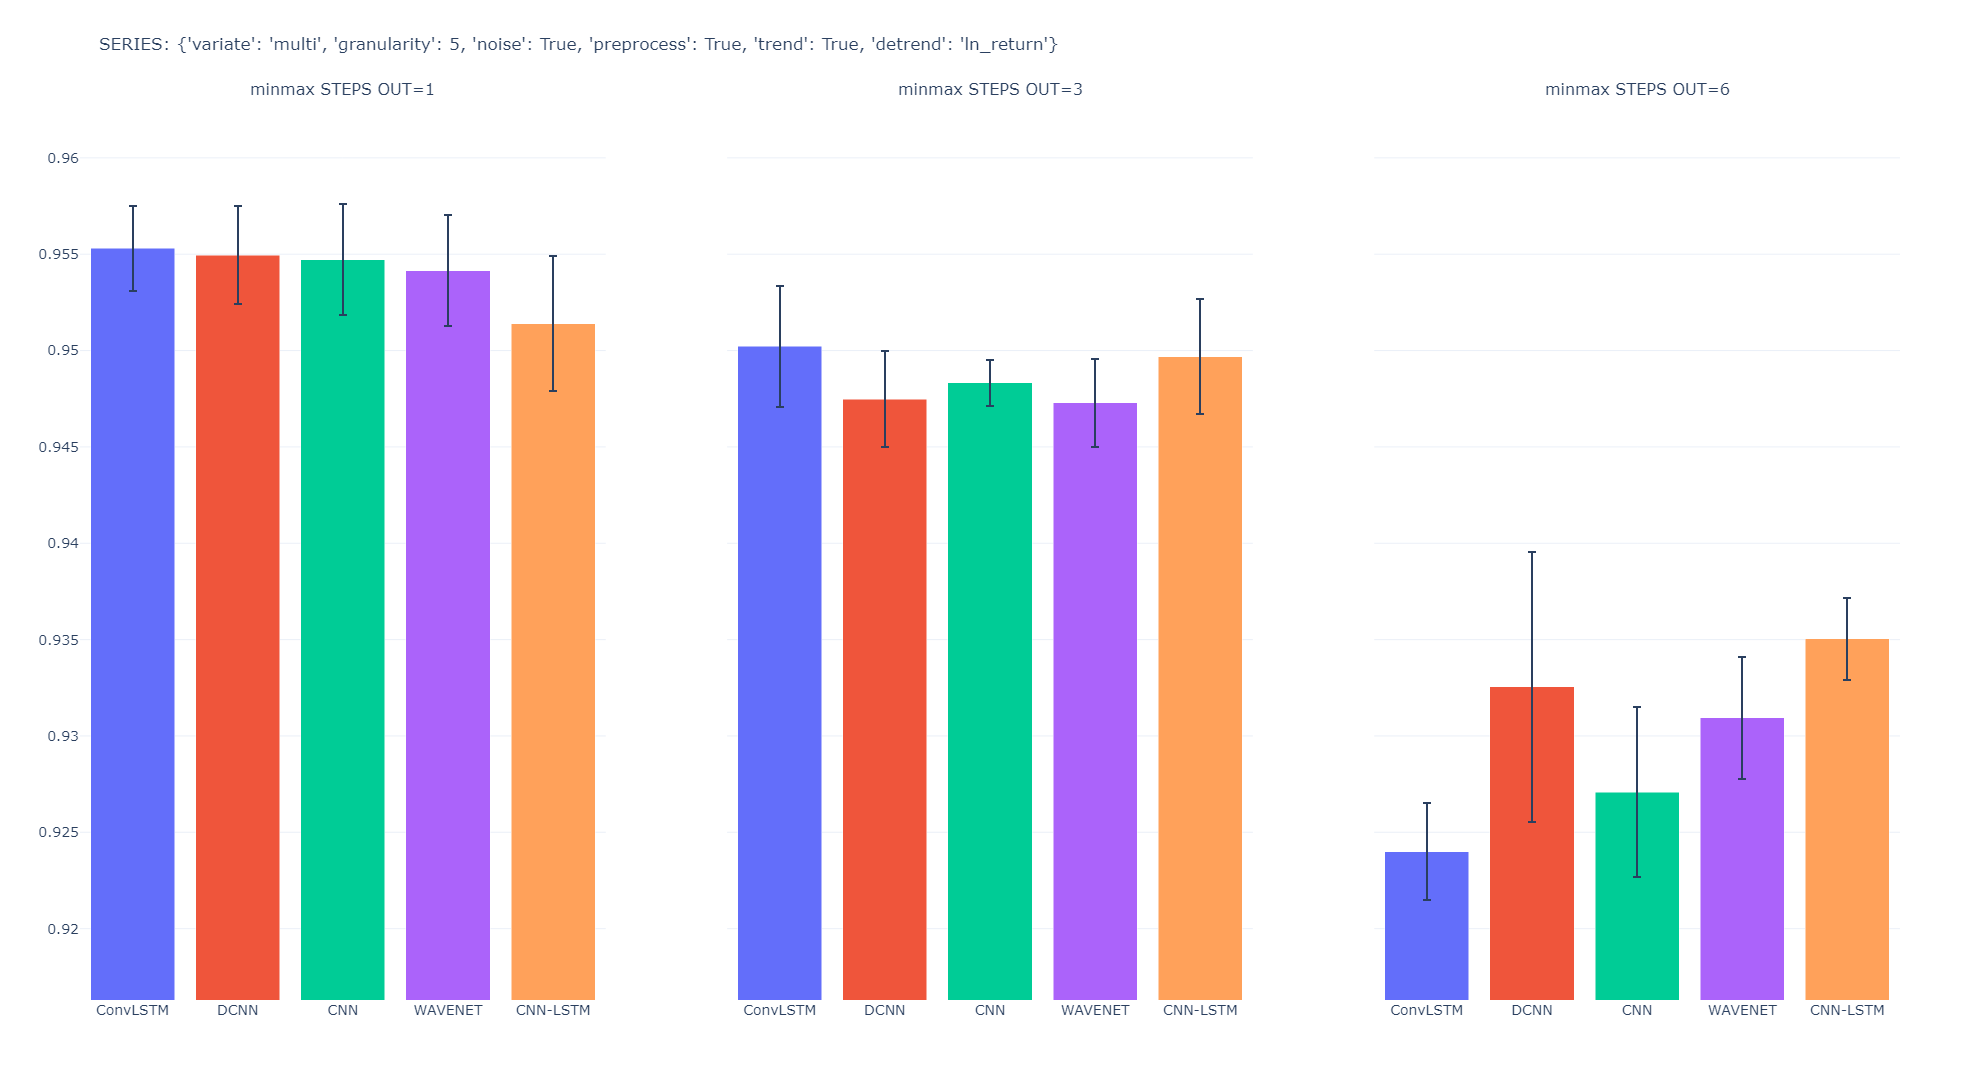 SERIES: {'variate': 'multi', 'granularity': 5, 'noise': True, 'preprocess': True, 'trend': True, 'detrend': 'ln_return'}
minmax STEPS OUT=1
minmax STEPS OUT=3
minmax STEPS OUT=6
0.96
0.955
0.95
0.945
0.94
0.935
0.93
0.925
0.92
ConvLSTM DCNN CNN WAVENET CNN-LSTM
ConvLSTM DCNN CNN WAVENET CNN-LSTM
ConvLSTM DCNN CNN WAVENET CNN-LSTM